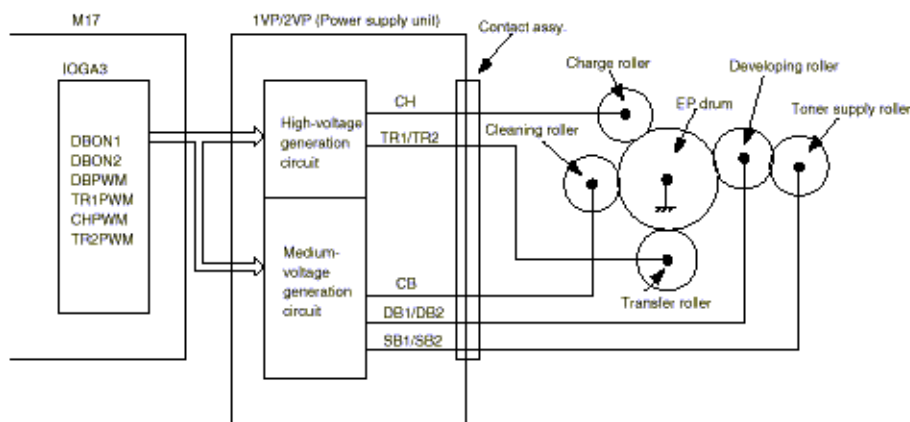 M17
1VP/2VP (Power supply unit)
Contact assy.
IOGA3
DBON1
DBON2
DBPWM
TR1PWM
CHPWM
TR2PWM
High-voltage
generation
circuit
Medium-
voltage
generation
circuit
CH
TR1/TR2
CB
DB1/DB2
SB1/SB2
Charge roller
Developing roller
EP drum
Toner supply roller
Cleaning roller
Transfer roller